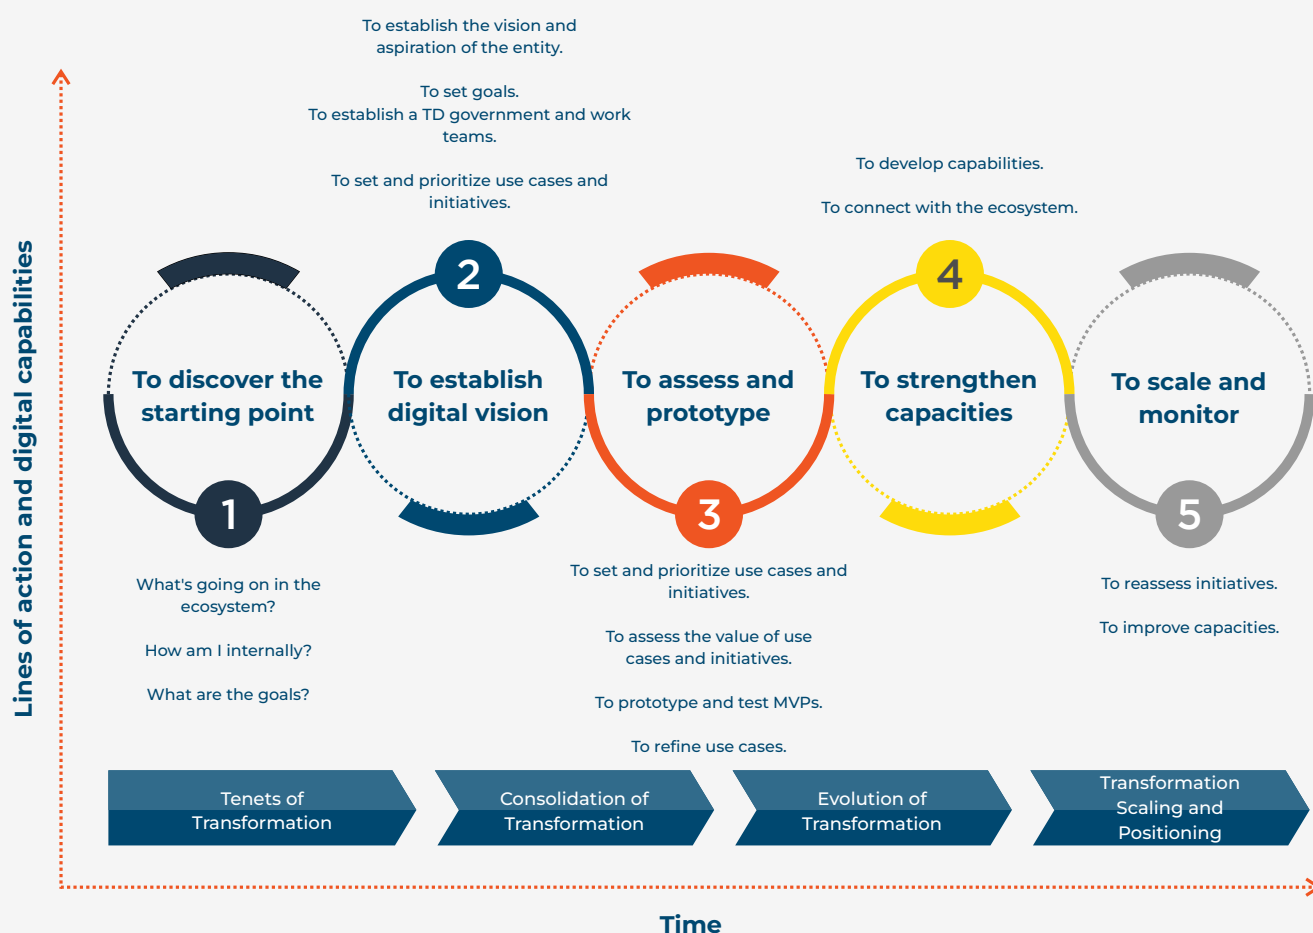 To establish the vision and
aspiration of the entity.
To set goals.
To establish a TD government and work
teams.
To set and prioritize use cases and
initiatives.
To develop capabilities.
To connect with the ecosystem.
Lines of action and digital capabilities
2
4
To discover the
starting point
To establish
digital vision
To assess and
prototype
To strengthen
capacities
To scale and
monitor
1
3
5
What's going on in the
ecosystem?
How am I internally?
What are the goals?
To set and prioritize use cases and
initiatives.
To assess the value of use
cases and initiatives.
To prototype and test MVPs.
To refine use cases.
To reassess initiatives.
To improve capacities.
Tenets of
Transformation
Consolidation of
Transformation
Evolution of
Transformation
Transformation
Scaling and
Positioning
Time